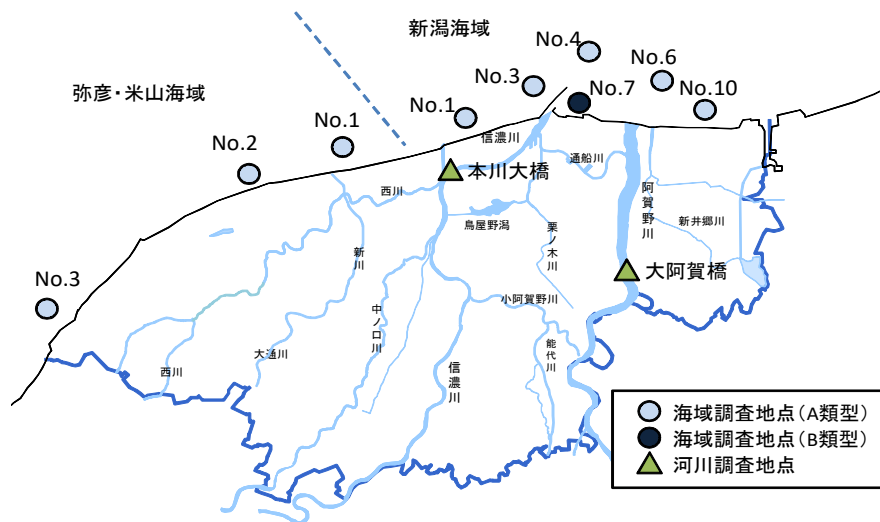 新潟海域
No.4
No.6
No.3
No.7
No.10
弥彦・米山海域
No.1
No.1
No.2
信濃川
通船川
本川大橋
西川
阿賀野川
鳥屋野潟
栗ノ木川
新井郷川
新川
大阿賀橋
No.3
小阿賀野川
中ノ口川
能代川
大通川
西川
信濃川
海域調査地点(A類型)
海域調査地点(B類型)
河川調査地点